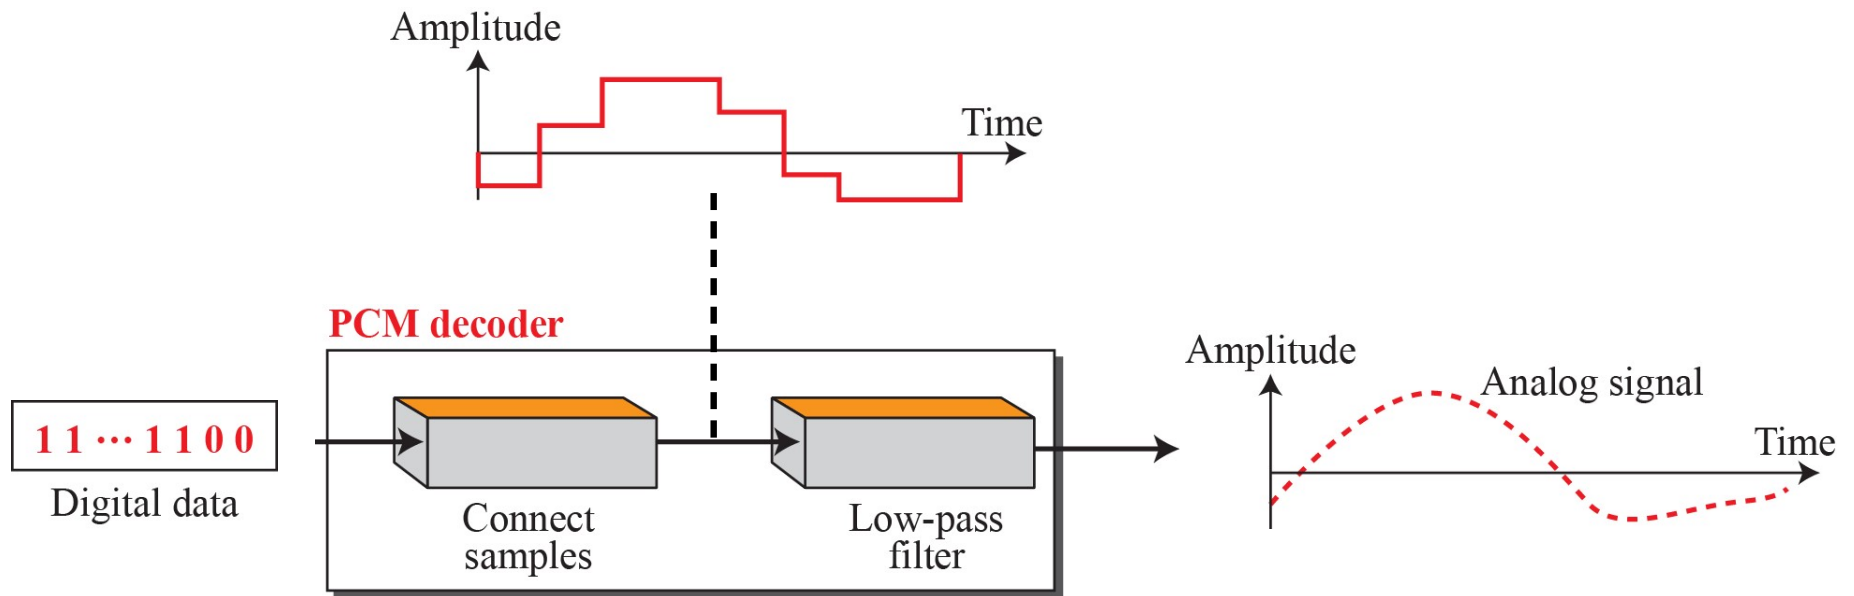 Amplitude
Time
PCM decoder
Amplitude
Analog signal
1 1 ··· 1 1 0 0
Time
Digital data
Connect
samples
Low-pass
filter